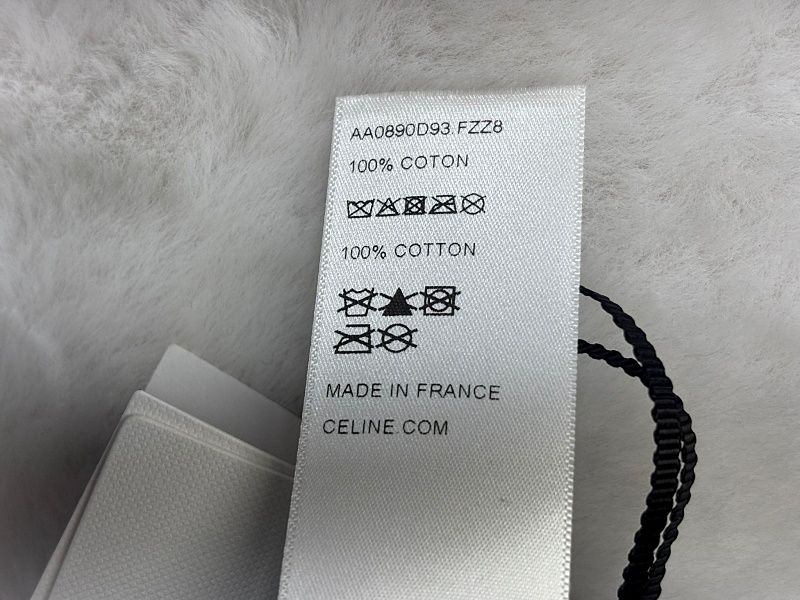 AA0890D93.FZZ8
100% COTON
100% COTTON
MADE IN FRANCE
CELINE.COM